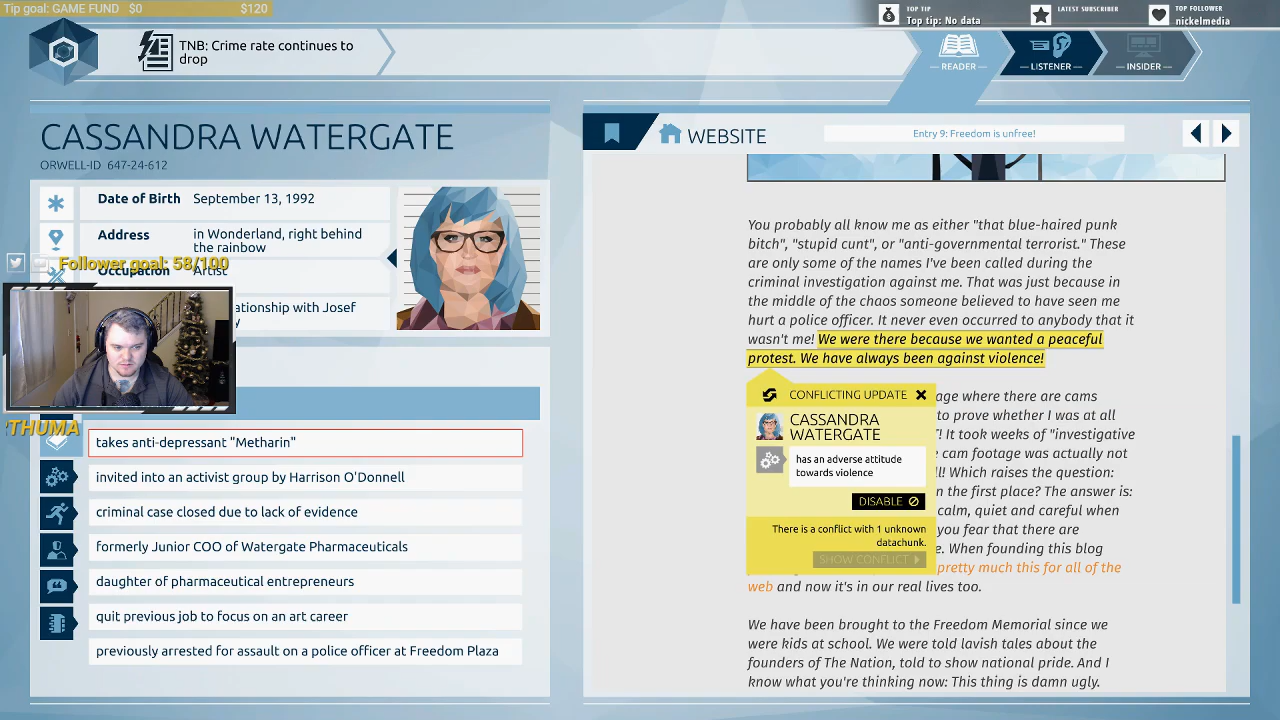 Tip goal: GAME FUND $0 $120
TNB: Crime rate continues to
drop
TOP TIP
Top tip: No data
LATEST SUBSCRIBER
TOP FOLLOWER
nickelmedia
READER
LISTENER
INSIDER
CASSANDRA WATERGATE
ORWELL-ID 647-24-612
Date of Birth September 13, 1992
Address in Wonderland, right behind
the rainbow
Occupation Artist
Follower goal: 58/100
ationship with Josef
THUMA
takes anti-depressant "Metharin"
invited into an activist group by Harrison O'Donnell
criminal case closed due to lack of evidence
formerly Junior COO of Watergate Pharmaceuticals
daughter of pharmaceutical entrepreneurs
quit previous job to focus on an art career
previously arrested for assault on a police officer at Freedom Plaza
WEBSITE
Entry 9: Freedom is unfree!
You probably all know me as either "that blue-haired punk
bitch", "stupid cunt", or "anti-governmental terrorist." These
are only some of the names I've been called during the
criminal investigation against me. That was just because in
the middle of the chaos someone believed to have seen me
hurt a police officer. It never even occurred to anybody that it
wasn't me! We were there because we wanted a peaceful
protest. We have always been against violence!
age where there are cams
to prove whether I was at all
! It took weeks of "investigative
cam footage was actually not
! Which raises the question:
n the first place? The answer is:
calm, quiet and careful when
you fear that there are
e. When founding this blog
pretty much this for all of the
web and now it's in our real lives too.
CONFLICTING UPDATE
CASSANDRA
WATERGATE
has an adverse attitude
towards violence
DISABLE
There is a conflict with 1 unknown
datachunk.
SHOW CONFLICT
We have been brought to the Freedom Memorial since we
were kids at school. We were told lavish tales about the
founders of The Nation, told to show national pride. And I
know what you're thinking now: This thing is damn ugly.